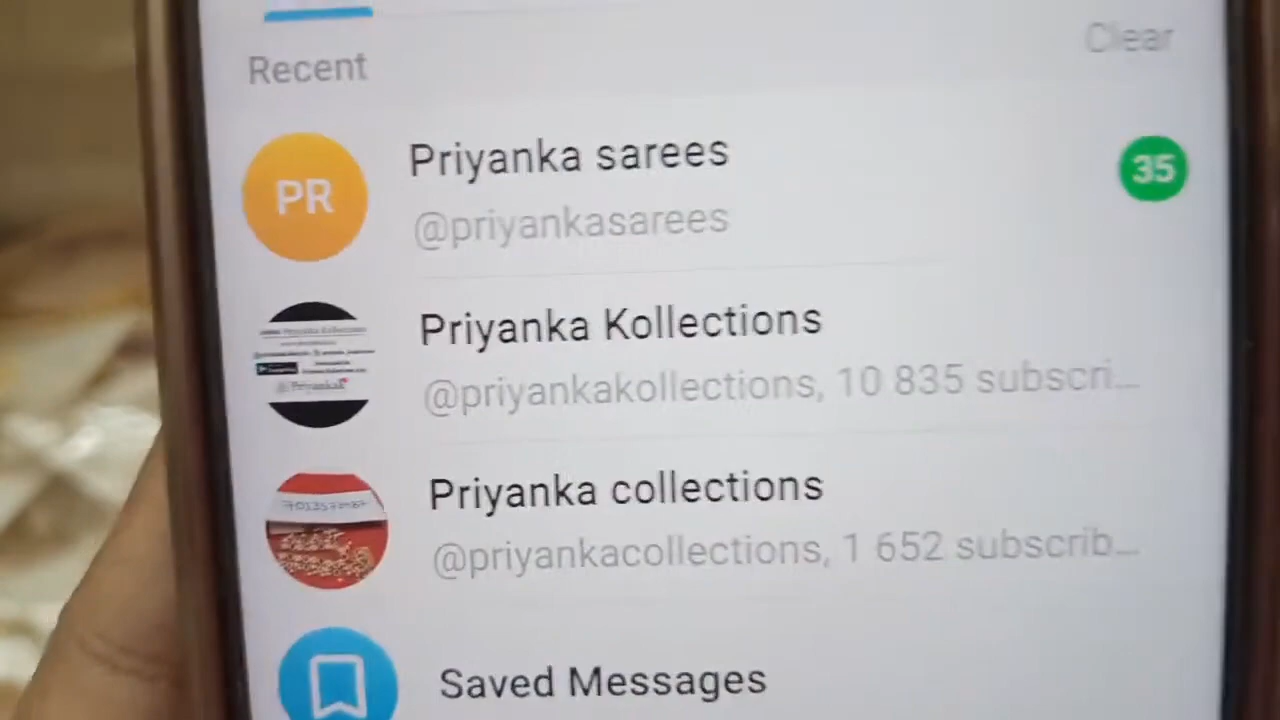 Recent
Clear
PR
Priyanka sarees
35
@priyankasarees
Priyanka Kollections
@priyankakollections, 10 835 subscri...
Priyanka collections
@priyankacollections, 1 652 subscrib...
Saved Messages